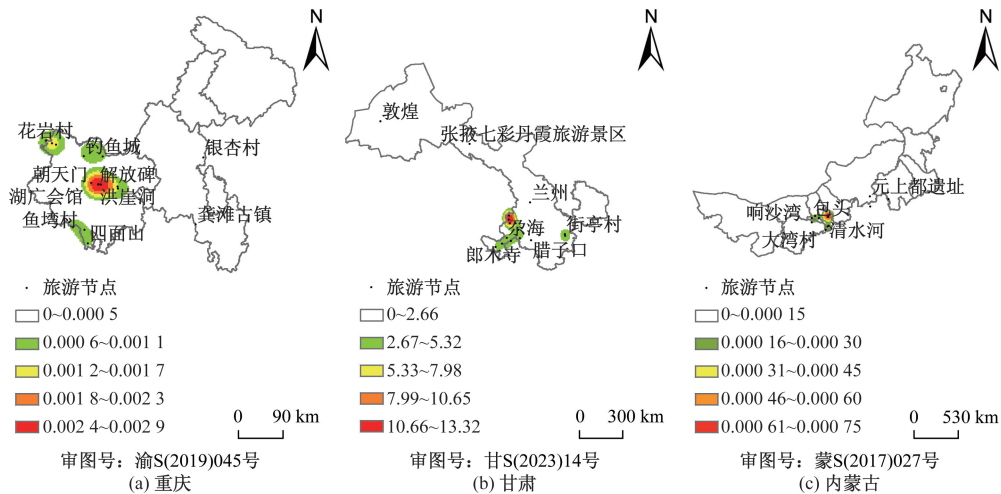 N
花岩村
钓鱼城
银杏村
朝天门 解放碑
湖广会馆 洪崖洞
龚滩古镇
鱼塆村
四面山
旅游节点
0~0.000 5
0.000 6~0.001 1
0.001 2~0.001 7
0.001 8~0.002 3
0.002 4~0.002 9
0 90 km
审图号：渝S(2019)045号
(a) 重庆
N
敦煌
张掖七彩丹霞旅游景区
兰州
尕海
街亭村
郎木寺
腊子口
旅游节点
0~2.66
2.67~5.32
5.33~7.98
7.99~10.65
10.66~13.32
0 300 km
审图号：甘S(2023)14号
(b) 甘肃
N
元上都遗址
响沙湾
包头
大湾村
清水河
旅游节点
0~0.000 15
0.000 16~0.000 30
0.000 31~0.000 45
0.000 46~0.000 60
0.000 61~0.000 75
0 530 km
审图号：蒙S(2017)027号
(c) 内蒙古